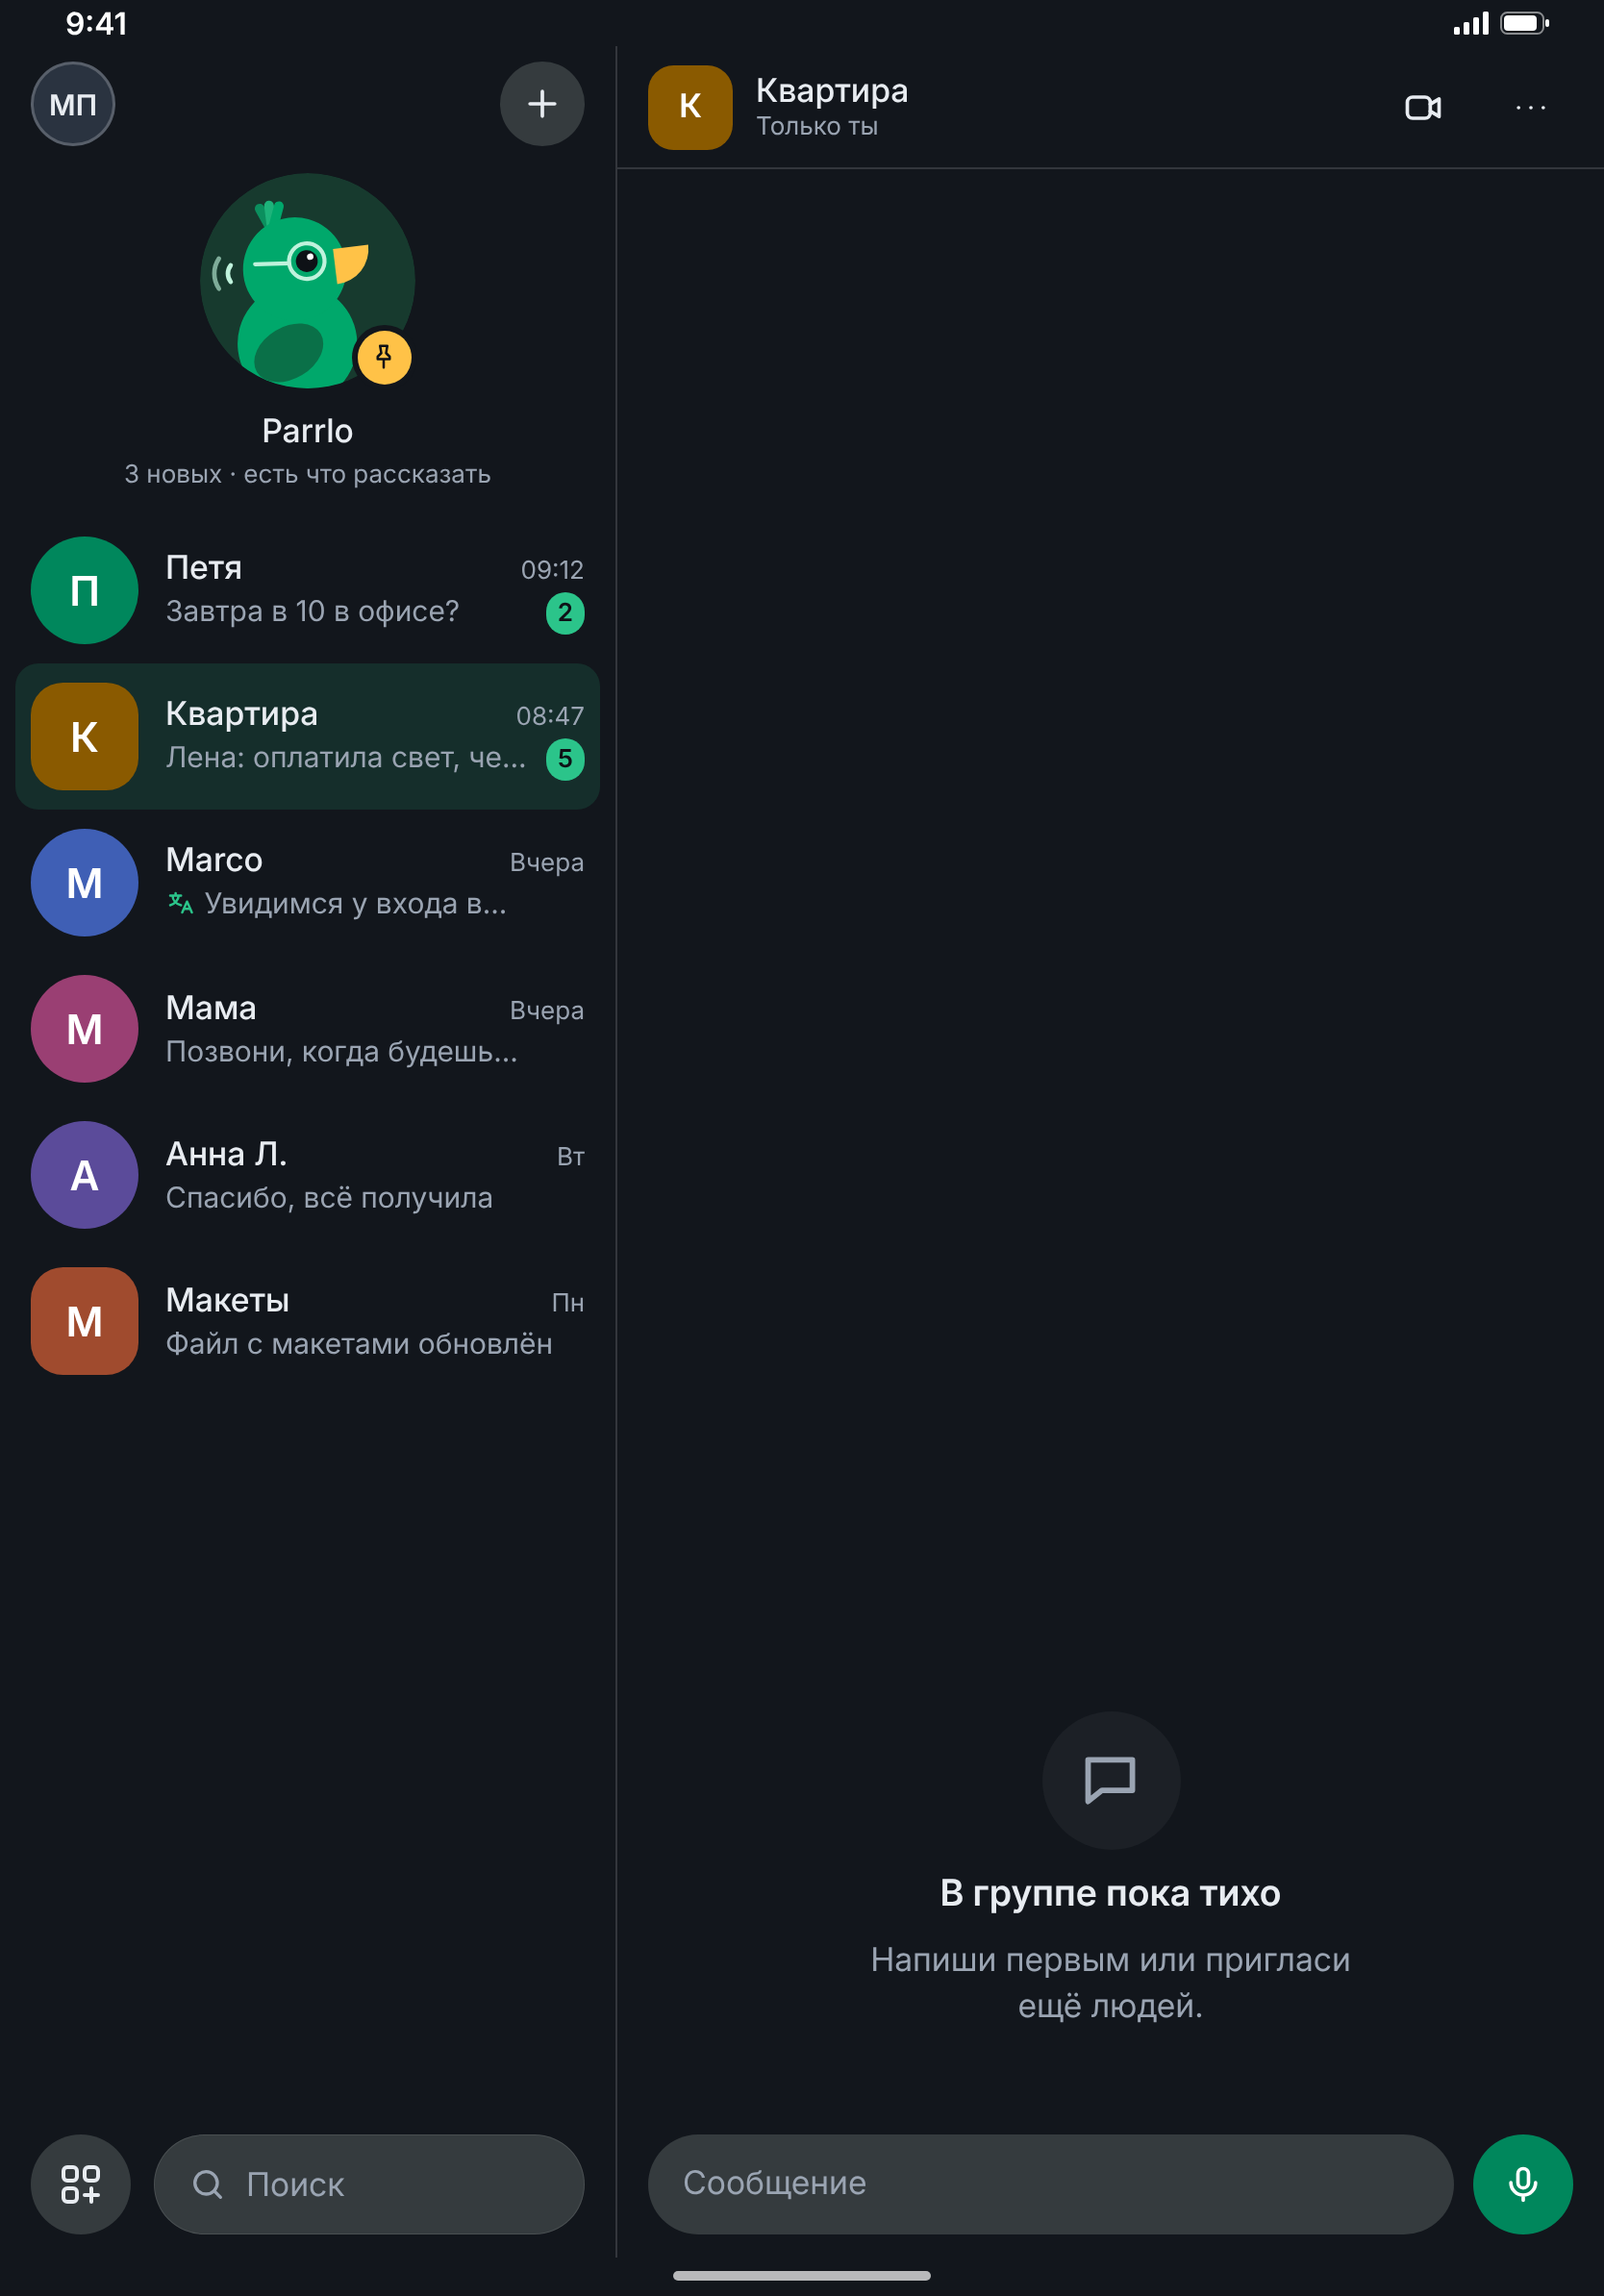 9:41
МП
Parrlo
3 новых · есть что рассказать
П
Петя
09:12
Завтра в 10 в офисе?
2
К
Квартира
08:47
Лена: оплатила свет, че...
5
M
Marco
Вчера
Увидимся у входа в...
М
Мама
Вчера
Позвони, когда будешь...
А
Анна Л.
Вт
Спасибо, всё получила
М
Макеты
Пн
Файл с макетами обновлён
Поиск
К
Квартира
Только ты
В группе пока тихо
Напиши первым или пригласи
ещё людей.
Сообщение